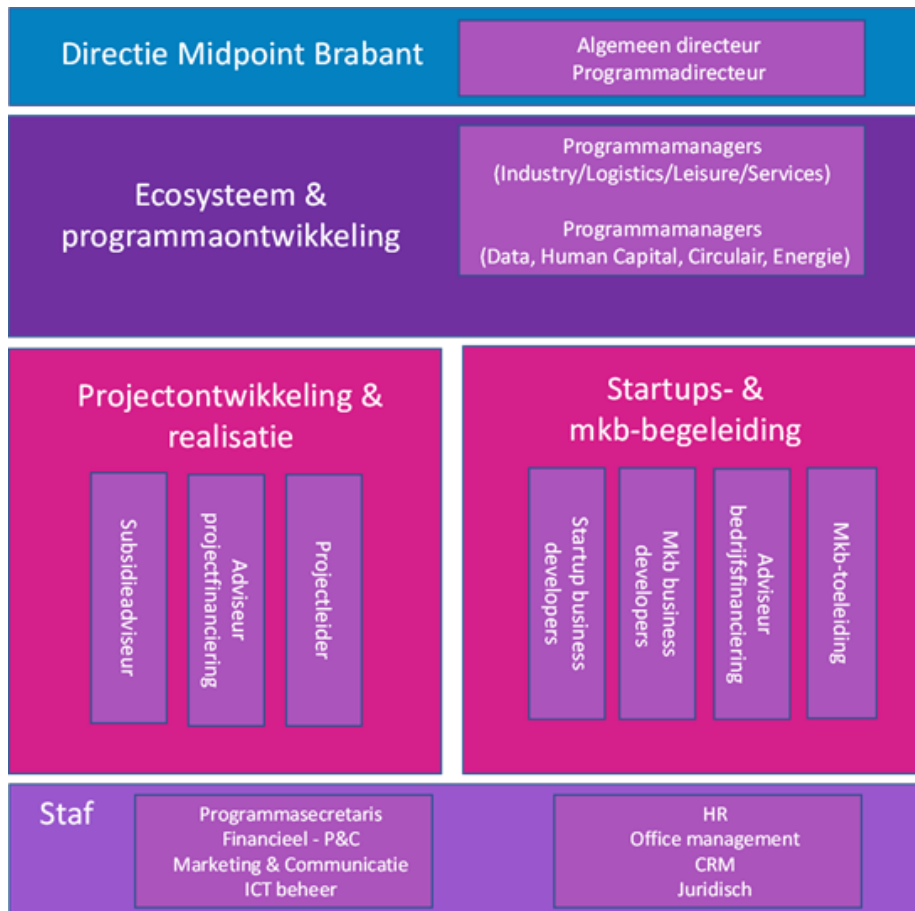 Directie Midpoint Brabant
Algemeen directeur
Programmadirecteur
Ecosysteem &
programmaontwikkeling
Programmamanagers
(Industry/Logistics/Leisure/Services)
Programmamanagers
(Data, Human Capital, Circulair, Energie)
Projectontwikkeling &
realisatie
Subsidieadviseur
Adviseur
projectfinanciering
Projectleider
Startups- &
mkb-begeleiding
Startup business
developers
Mkb business
developers
Adviseur
bedrijfsfinanciering
Mkb-toeleiding
Staf
Programmasecretaris
Financieel - P&C
Marketing & Communicatie
ICT beheer
HR
Office management
CRM
Juridisch